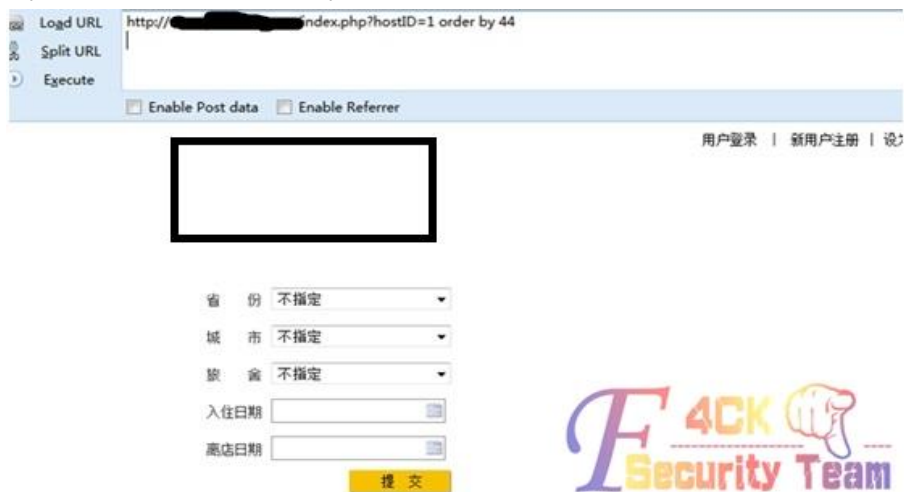 Load URL
http://
index.php?hostID=1 order by 44
Split URL
Execute
Enable Post data
Enable Referrer
用户登录 | 新用户注册 | 设
省 份 不指定
城 市 不指定
旅 舍 不指定
入住日期
离店日期
提 交
F4CK
Security Team